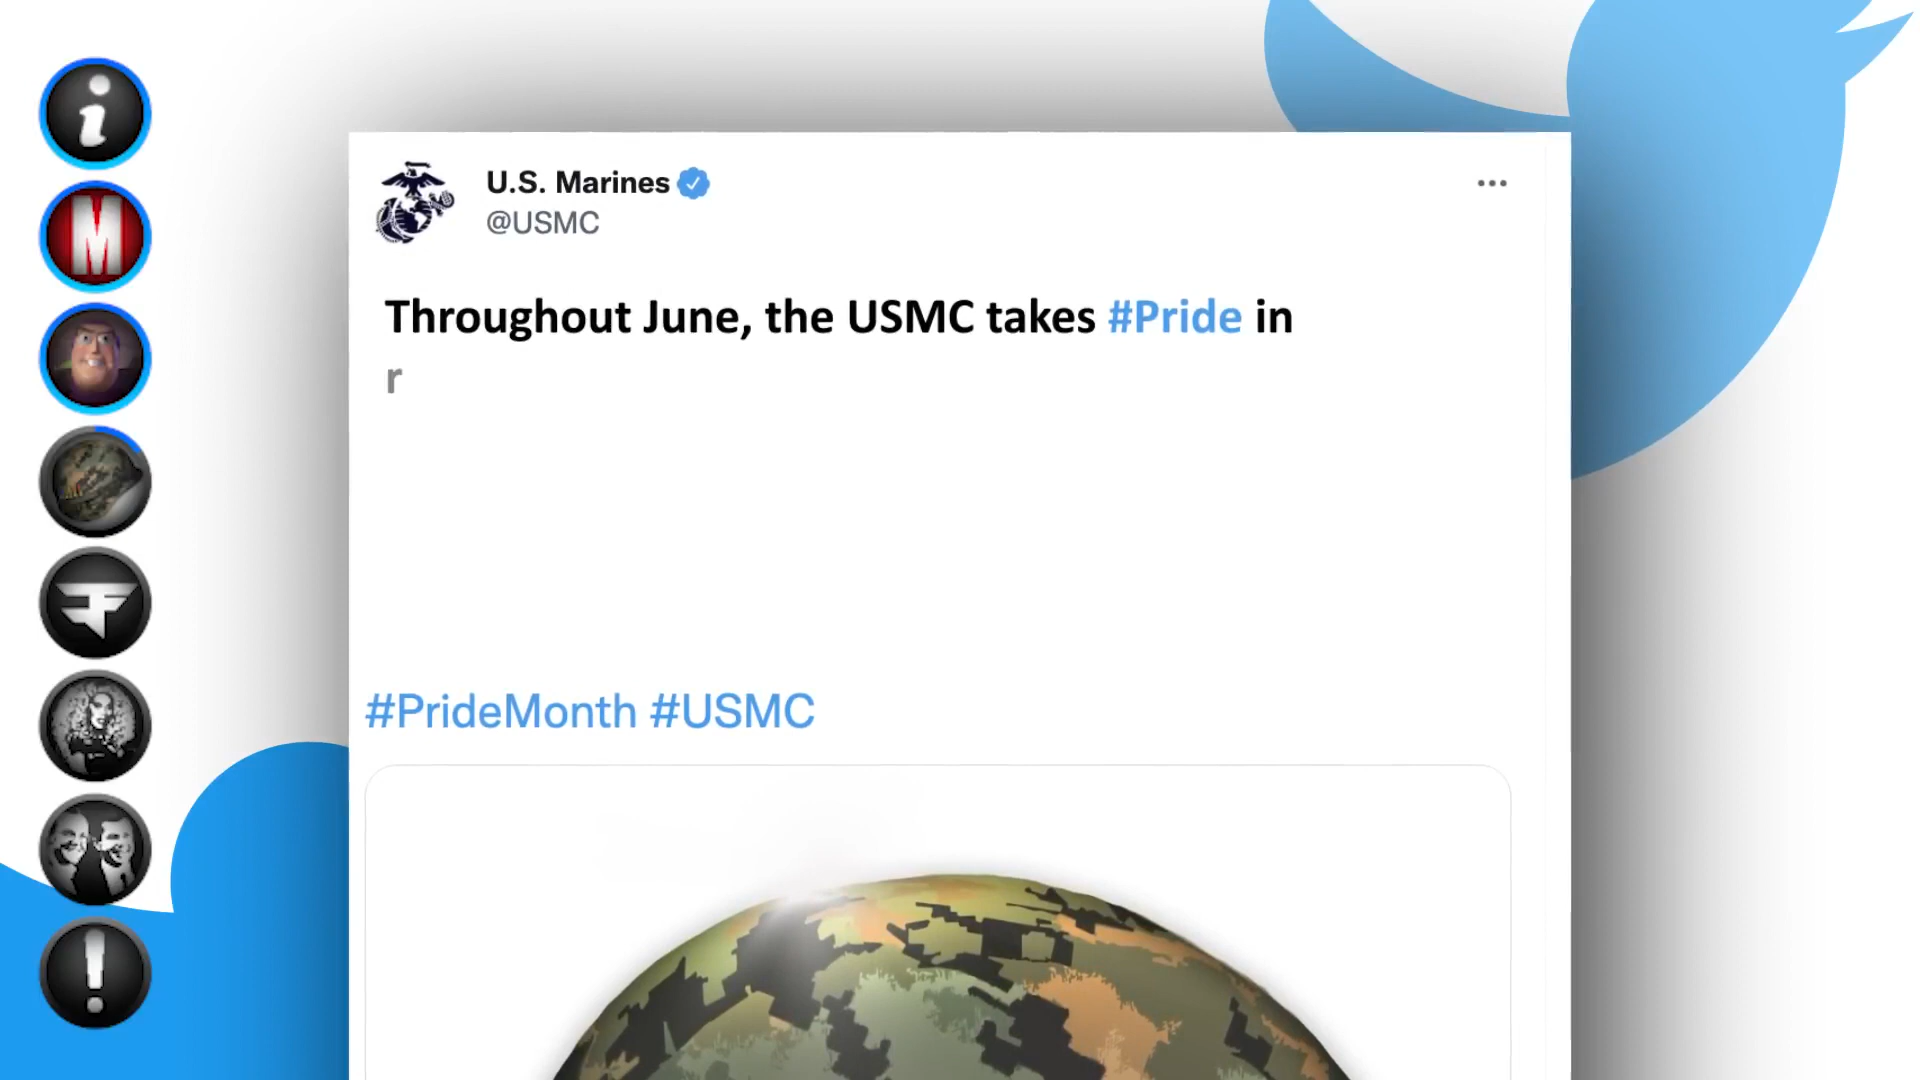 U.S. Marines
@USMC
Throughout June, the USMC takes #Pride in
r
#PrideMonth #USMC
i
M
!